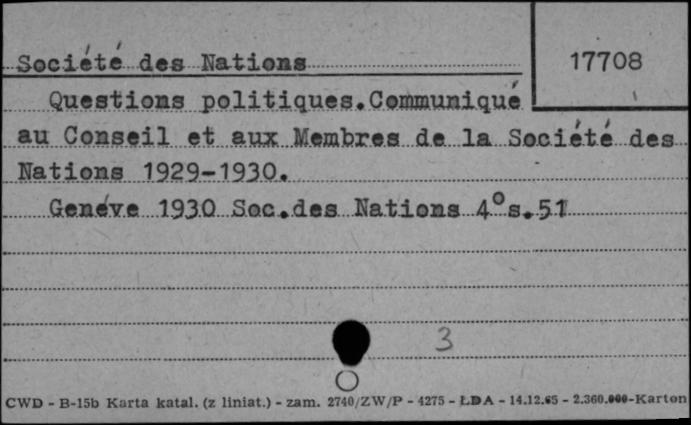 Société des Nations
17708
Questions politiques.Communiqué
au Conseil et aux Membres de la Société des
Nations 1929-1930.
Genéve 1930 Soc.des Nations 4° s.51
3
CWD - B-15b Karta katal. (z liniat.) - zam. 2740/ZW/P - 4275 - ŁDA - 14.12.65 - 2.360.000-Karton